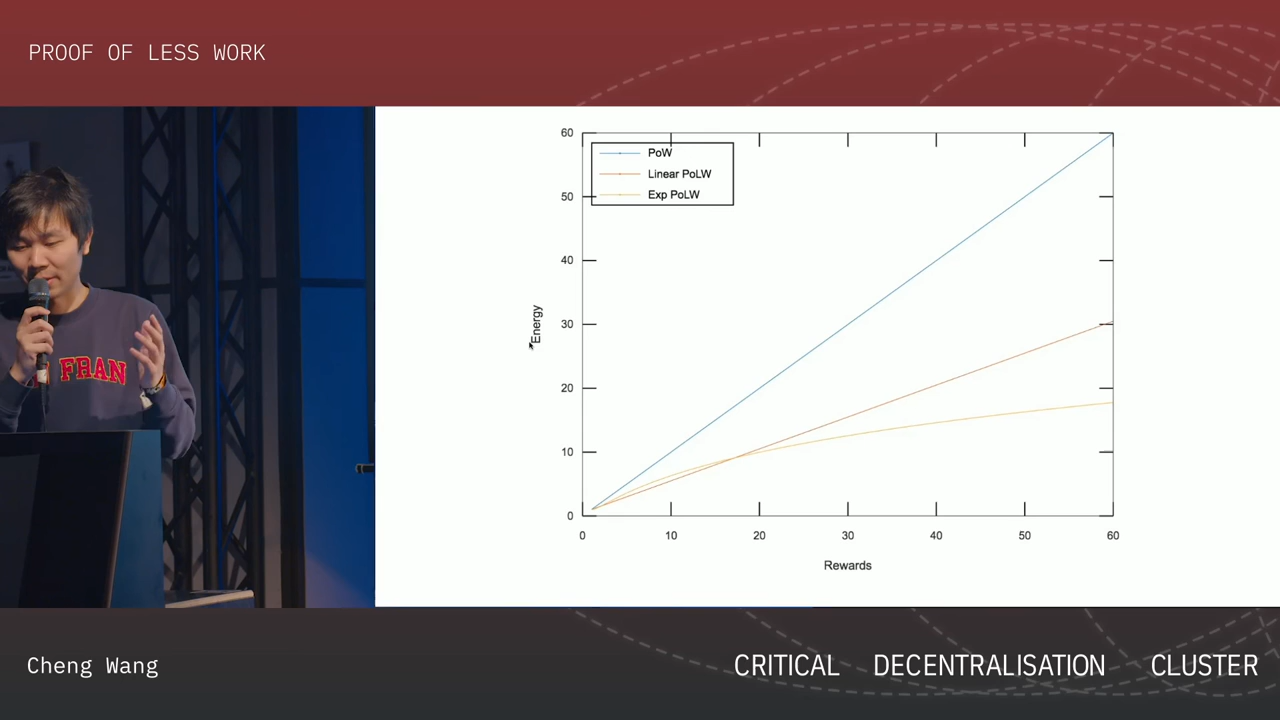 PROOF OF LESS WORK
FRAN
60
50
40
30
20
10
0
PoW
Linear PoLW
Exp PoLW
Energy
0 10 20 30 40 50 60
Rewards
Cheng Wang
CRITICAL DECENTRALISATION CLUSTER